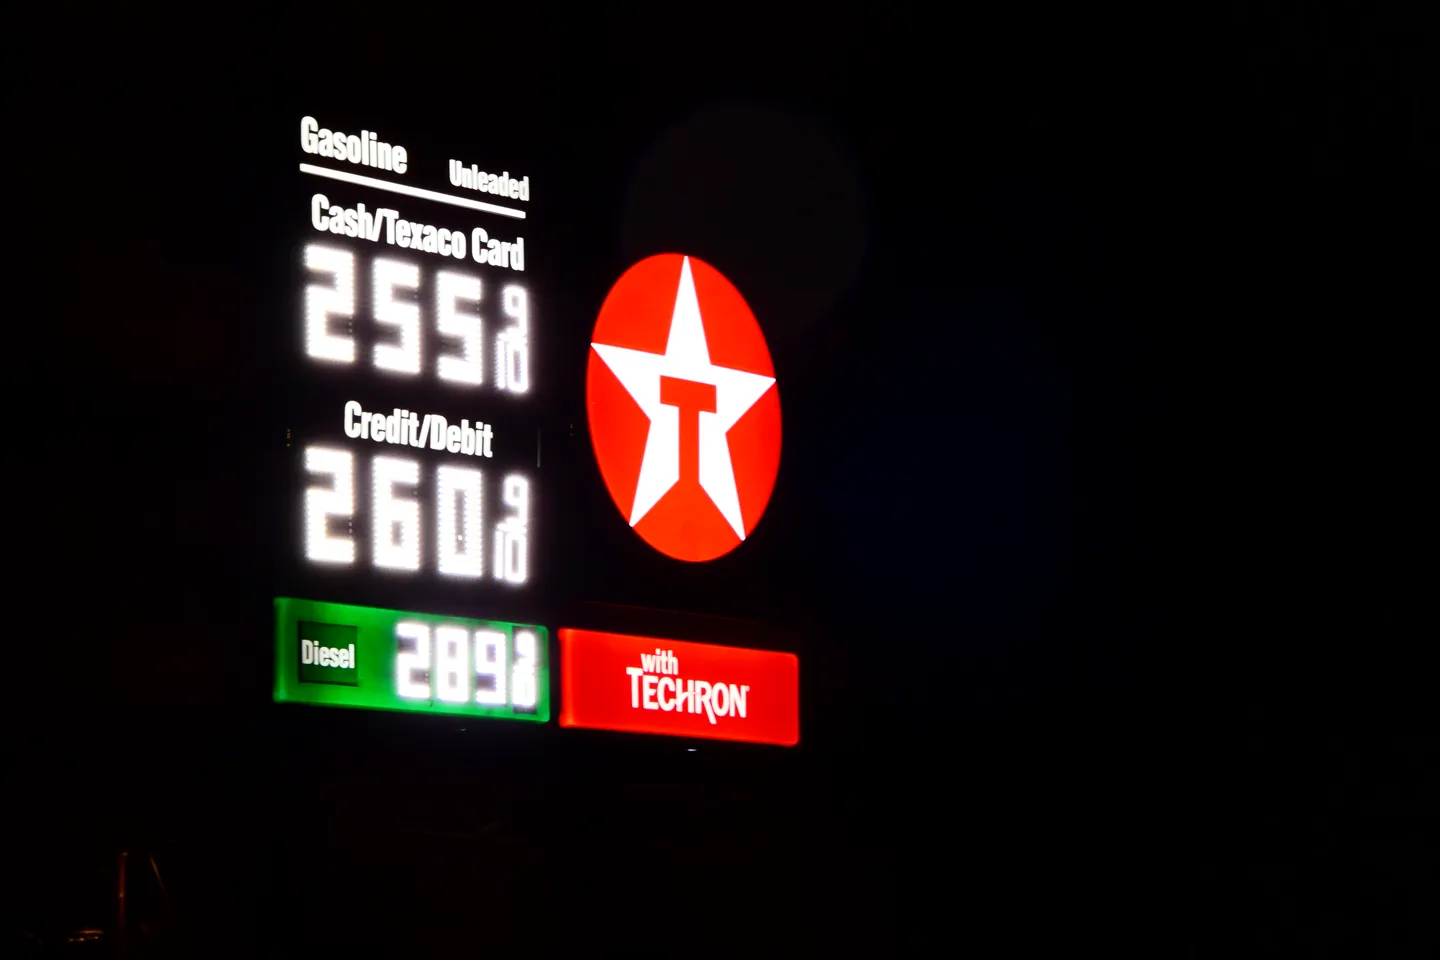 Gasoline Unleaded
Cash/Texaco Card
255 9/10
Credit/Debit
260 9/10
Diesel 289
T
with
TECHRON